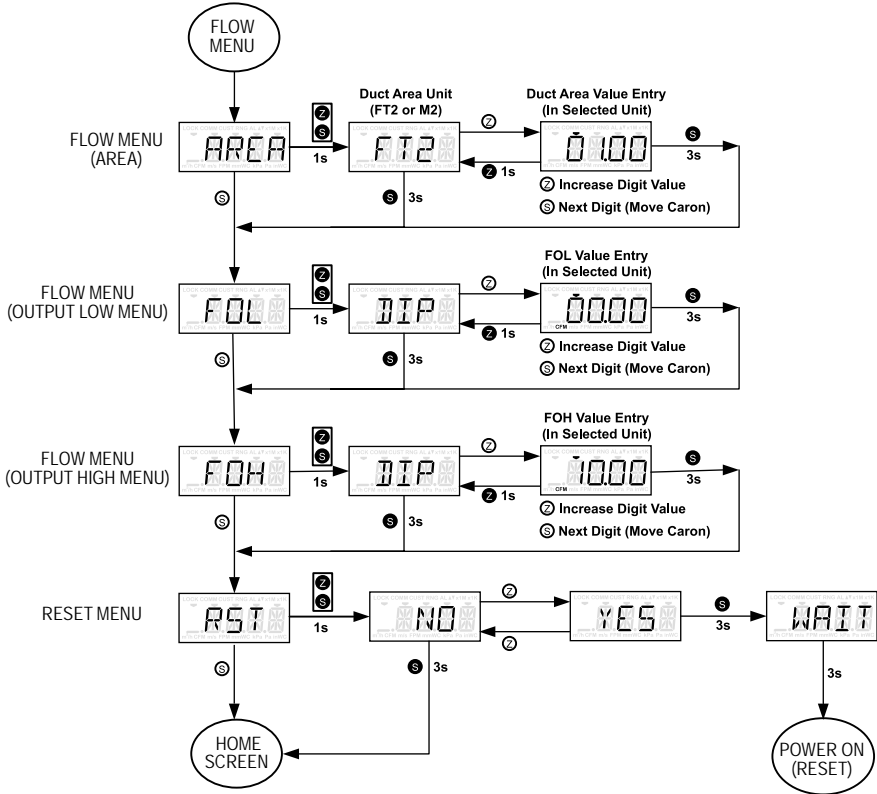 FLOW
MENU
Duct Area Unit
(FT2 or M2)
Duct Area Value Entry
(In Selected Unit)
FLOW MENU
(AREA)
AREA
Z
S
1s
FT2
Z
Z 1s
01.00
S
3s
Z Increase Digit Value
S Next Digit (Move Caron)
S
S 3s
FOL Value Entry
(In Selected Unit)
FLOW MENU
(OUTPUT LOW MENU)
FOL
Z
S
1s
DIP
Z
Z 1s
00.00
CFM
S
3s
Z Increase Digit Value
S Next Digit (Move Caron)
S
S 3s
FOH Value Entry
(In Selected Unit)
FLOW MENU
(OUTPUT HIGH MENU)
FOH
Z
S
1s
DIP
Z
Z 1s
10.00
CFM
S
3s
Z Increase Digit Value
S Next Digit (Move Caron)
S
S 3s
RESET MENU
RST
Z
S
1s
NO
Z
Z
YES
S
3s
WAIT
S
S 3s
3s
HOME
SCREEN
POWER ON
(RESET)